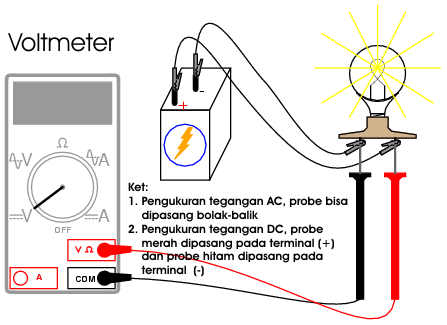 Voltmeter
+ -
Ω
V A
V A
OFF
V Ω
A
COM
Ket:
1. Pengukuran tegangan AC, probe bisa
dipasang bolak-balik
2. Pengukuran tegangan DC, probe
merah dipasang pada terminal (+)
dan probe hitam dipasang pada
terminal (-)